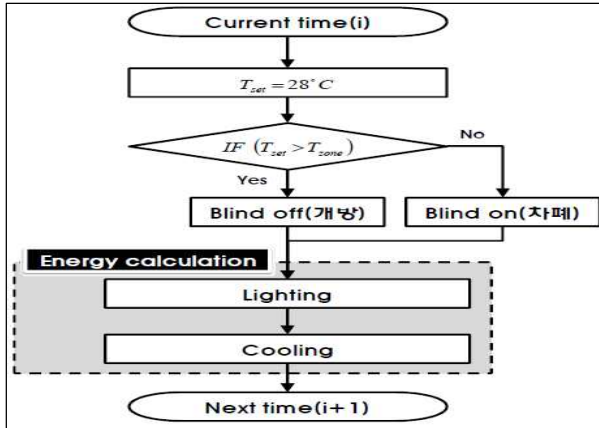 Current time(i)
T_set = 28°C
IF (T_set > T_zone)
No
Yes
Blind off(개방)
Blind on(차폐)
Energy calculation
Lighting
Cooling
Next time(i+1)